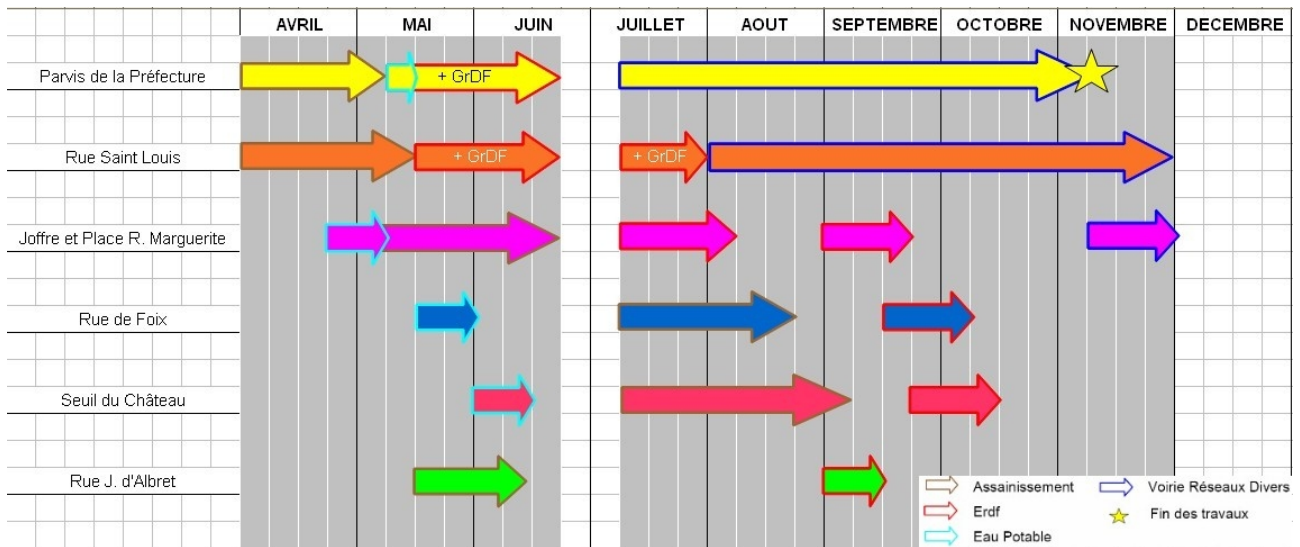 AVRIL MAI JUIN JUILLET AOUT SEPTEMBRE OCTOBRE NOVEMBRE DECEMBRE
Parvis de la Préfecture + GrDF
Rue Saint Louis + GrDF + GrDF
Joffre et Place R. Marguerite
Rue de Foix
Seuil du Château
Rue J. d'Albret
Assainissement Voirie Réseaux Divers
Erdf Fin des travaux
Eau Potable